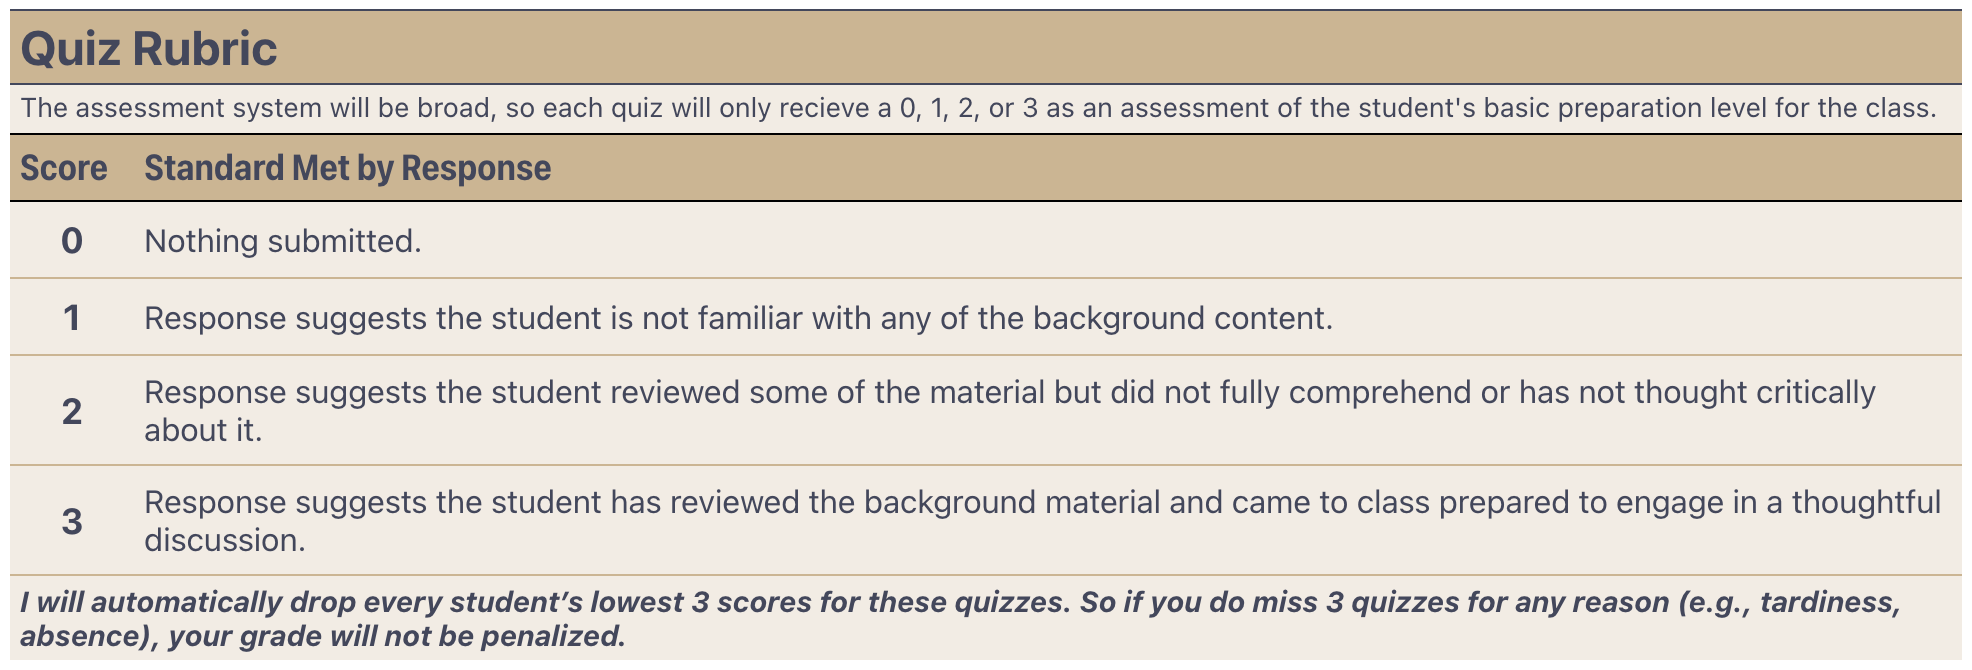 Quiz Rubric
The assessment system will be broad, so each quiz will only recieve a 0, 1, 2, or 3 as an assessment of the student's basic preparation level for the class.
Score Standard Met by Response
0 Nothing submitted.
1 Response suggests the student is not familiar with any of the background content.
2 Response suggests the student reviewed some of the material but did not fully comprehend or has not thought critically
about it.
3 Response suggests the student has reviewed the background material and came to class prepared to engage in a thoughtful
discussion.
I will automatically drop every student’s lowest 3 scores for these quizzes. So if you do miss 3 quizzes for any reason (e.g., tardiness,
absence), your grade will not be penalized.